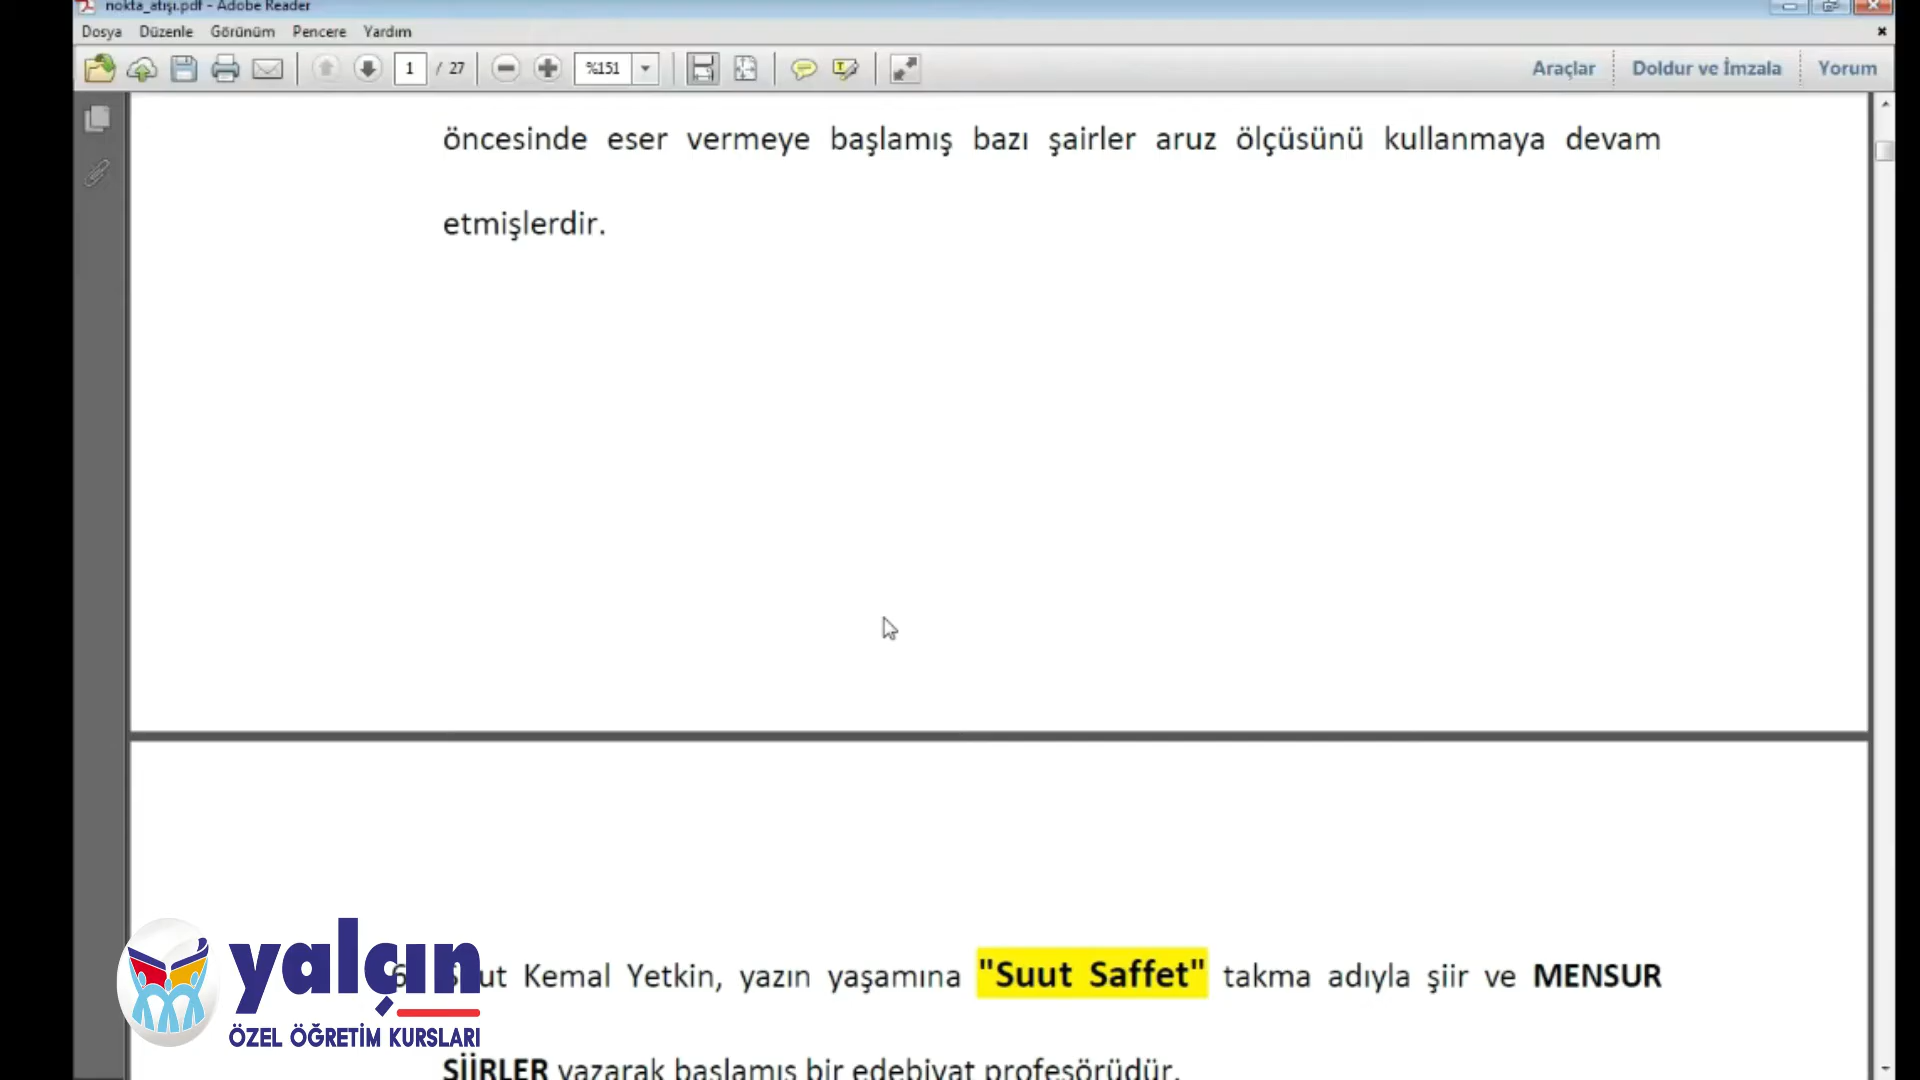 nokta_atışı.pdf - Adobe Reader
Dosya Düzenle Görünüm Pencere Yardım
1 / 27 %151 Araçlar Doldur ve İmzala Yorum
öncesinde eser vermeye başlamış bazı şairler aruz ölçüsünü kullanmaya devam
etmişlerdir.
6 Suut Kemal Yetkin, yazın yaşamına "Suut Saffet" takma adıyla şiir ve MENSUR
ŞİİRLER yazarak başlamış bir edebiyat profesörüdür.
yalçın
ÖZEL ÖĞRETİM KURSLARI